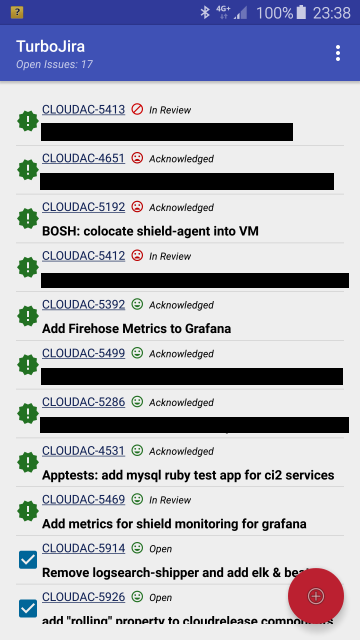 ?
4G+
100%
23:38
TurboJira
Open Issues: 17
CLOUDAC-5413 In Review
CLOUDAC-4651 Acknowledged
CLOUDAC-5192 Acknowledged
BOSH: colocate shield-agent into VM
CLOUDAC-5412 In Review
CLOUDAC-5392 Acknowledged
Add Firehose Metrics to Grafana
CLOUDAC-5499 Acknowledged
CLOUDAC-5286 Acknowledged
CLOUDAC-4531 Acknowledged
Apptests: add mysql ruby test app for ci2 services
CLOUDAC-5469 In Review
Add metrics for shield monitoring for grafana
CLOUDAC-5914 Open
Remove logsearch-shipper and add elk &
CLOUDAC-5926 Open
add "rolling" property to cloudrelease